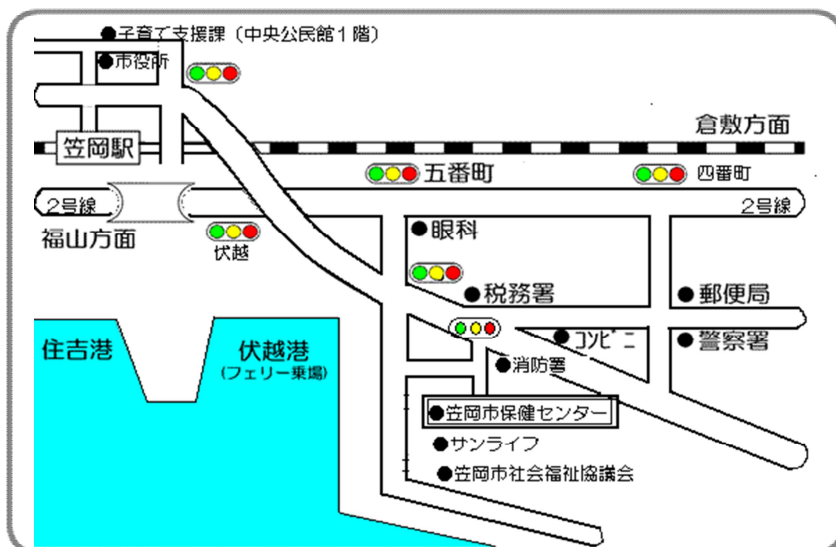 ●子育て支援課（中央公民館１階）
●市役所
倉敷方面
笠岡駅
五番町
四番町
2号線
2号線
●眼科
福山方面
伏越
●税務署
●郵便局
住吉港
伏越港
(フェリー乗場)
●コンビニ
●警察署
●消防署
●笠岡市保健センター
●サンライフ
●笠岡市社会福祉協議会